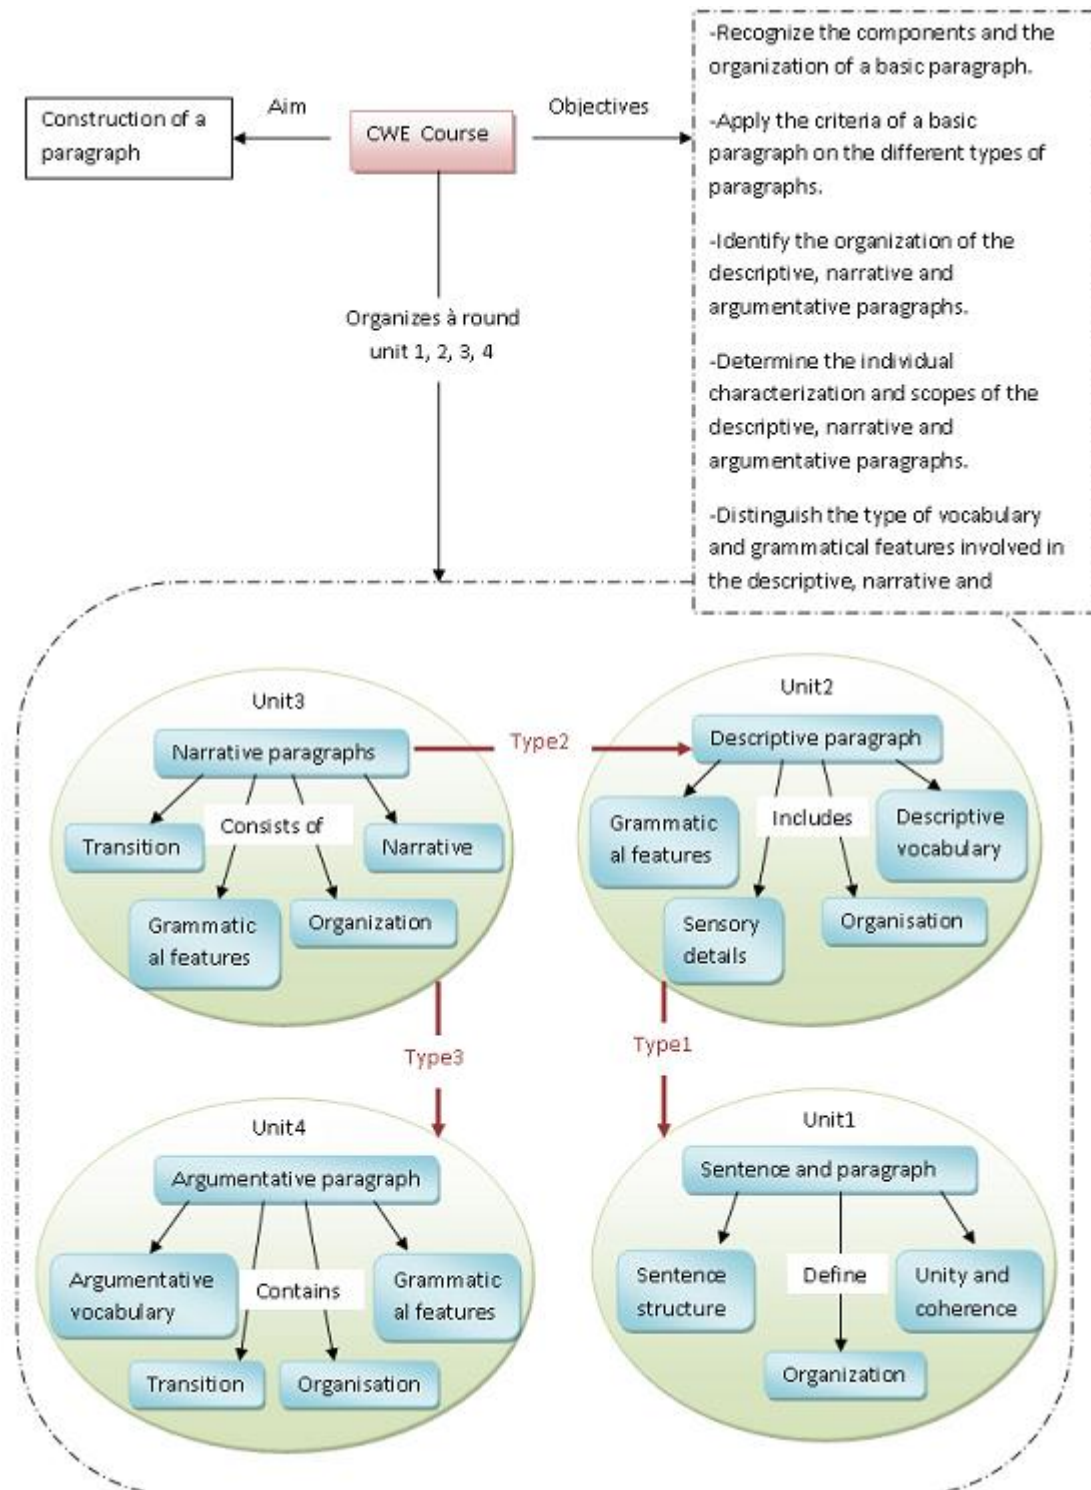 -Recognize the components and the
organization of a basic paragraph.
-Apply the criteria of a basic
paragraph on the different types of
paragraphs.
-Identify the organization of the
descriptive, narrative and
argumentative paragraphs.
-Determine the individual
characterization and scopes of the
descriptive, narrative and
argumentative paragraphs.
-Distinguish the type of vocabulary
and grammatical features involved in
the descriptive, narrative and
Construction of a
paragraph
Aim
CWE Course
Objectives
Organizes à round
unit 1, 2, 3, 4
Unit3
Narrative paragraphs
Transition
Consists of
Narrative
Grammatic
al features
Organization
Type2
Unit2
Descriptive paragraph
Grammatic
al features
Includes
Descriptive
vocabulary
Sensory
details
Organisation
Type3
Type1
Unit4
Argumentative paragraph
Argumentative
vocabulary
Contains
Grammatic
al features
Transition
Organisation
Unit1
Sentence and paragraph
Sentence
structure
Define
Unity and
coherence
Organization